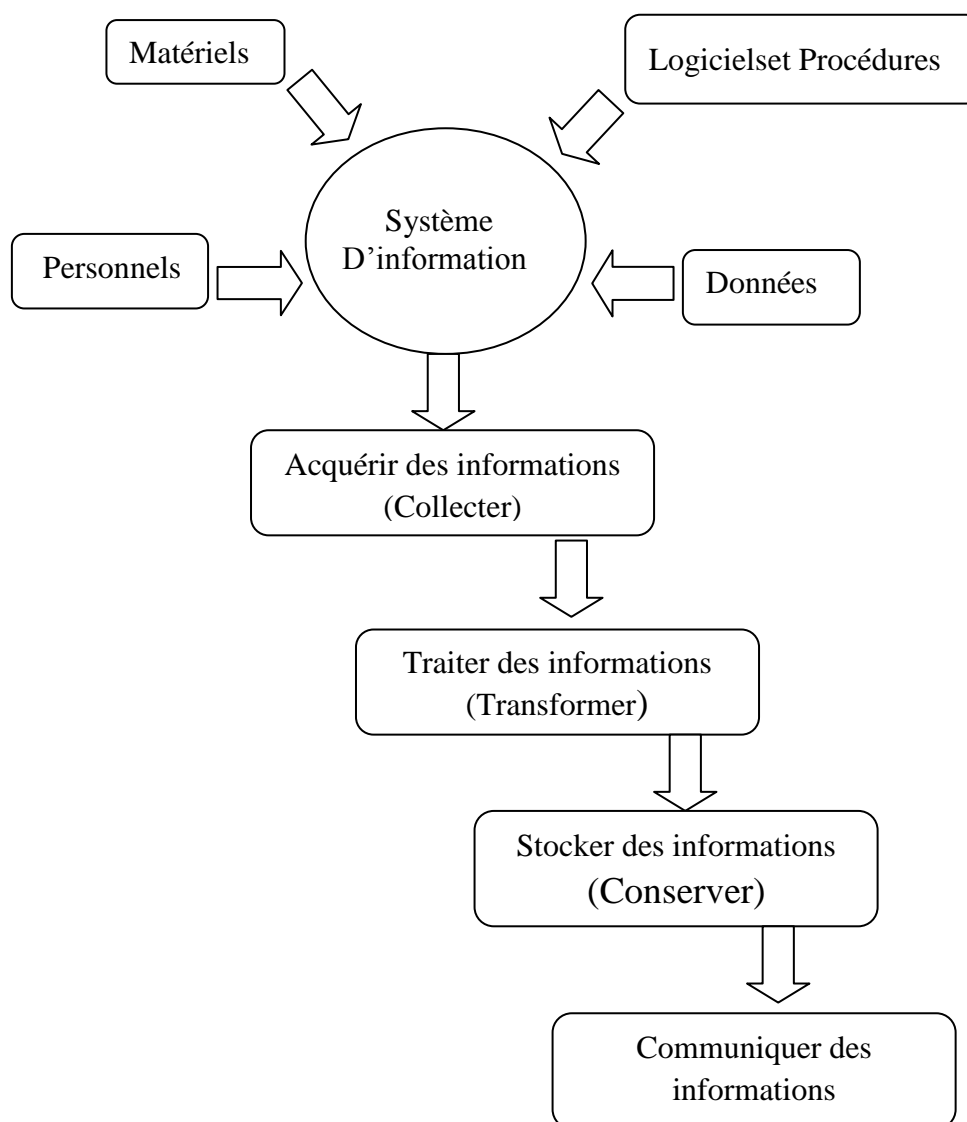 Matériels
Logicielset Procédures
Système
D’information
Personnels
Données
Acquérir des informations
(Collecter)
Traiter des informations
(Transformer)
Stocker des informations
(Conserver)
Communiquer des
informations